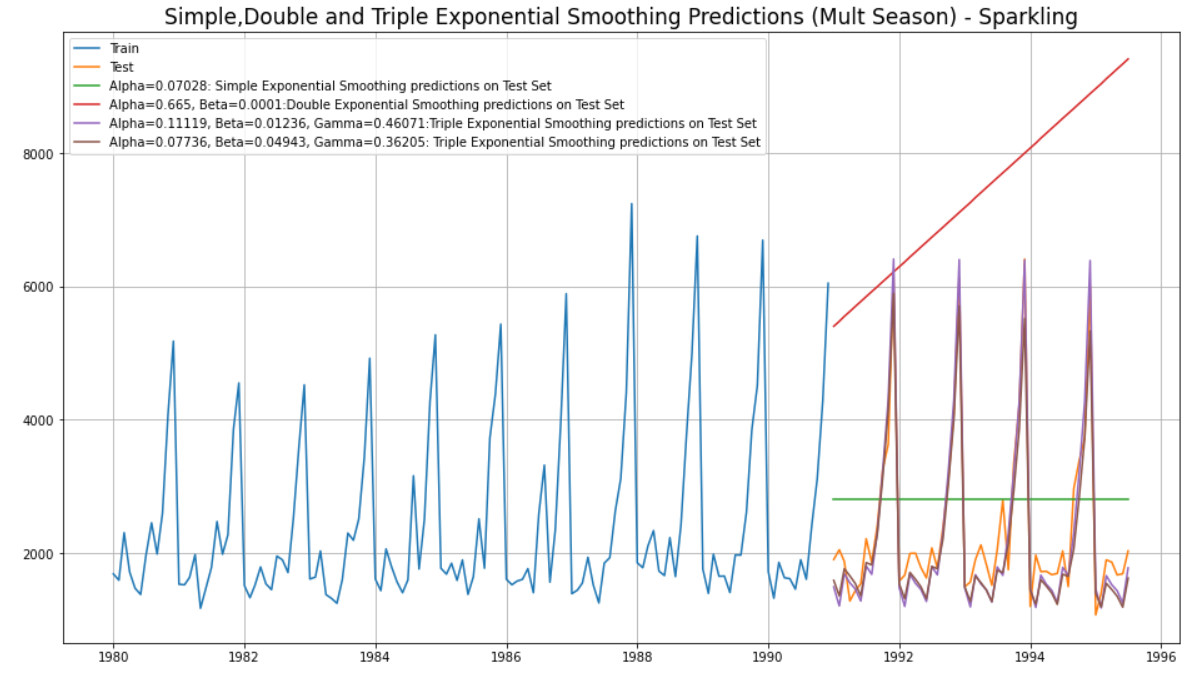 Simple,Double and Triple Exponential Smoothing Predictions (Mult Season) - Sparkling
Train
Test
Alpha=0.07028: Simple Exponential Smoothing predictions on Test Set
Alpha=0.665, Beta=0.0001:Double Exponential Smoothing predictions on Test Set
Alpha=0.11119, Beta=0.01236, Gamma=0.46071:Triple Exponential Smoothing predictions on Test Set
Alpha=0.07736, Beta=0.04943, Gamma=0.36205: Triple Exponential Smoothing predictions on Test Set
8000
6000
4000
2000
1980 1982 1984 1986 1988 1990 1992 1994 1996